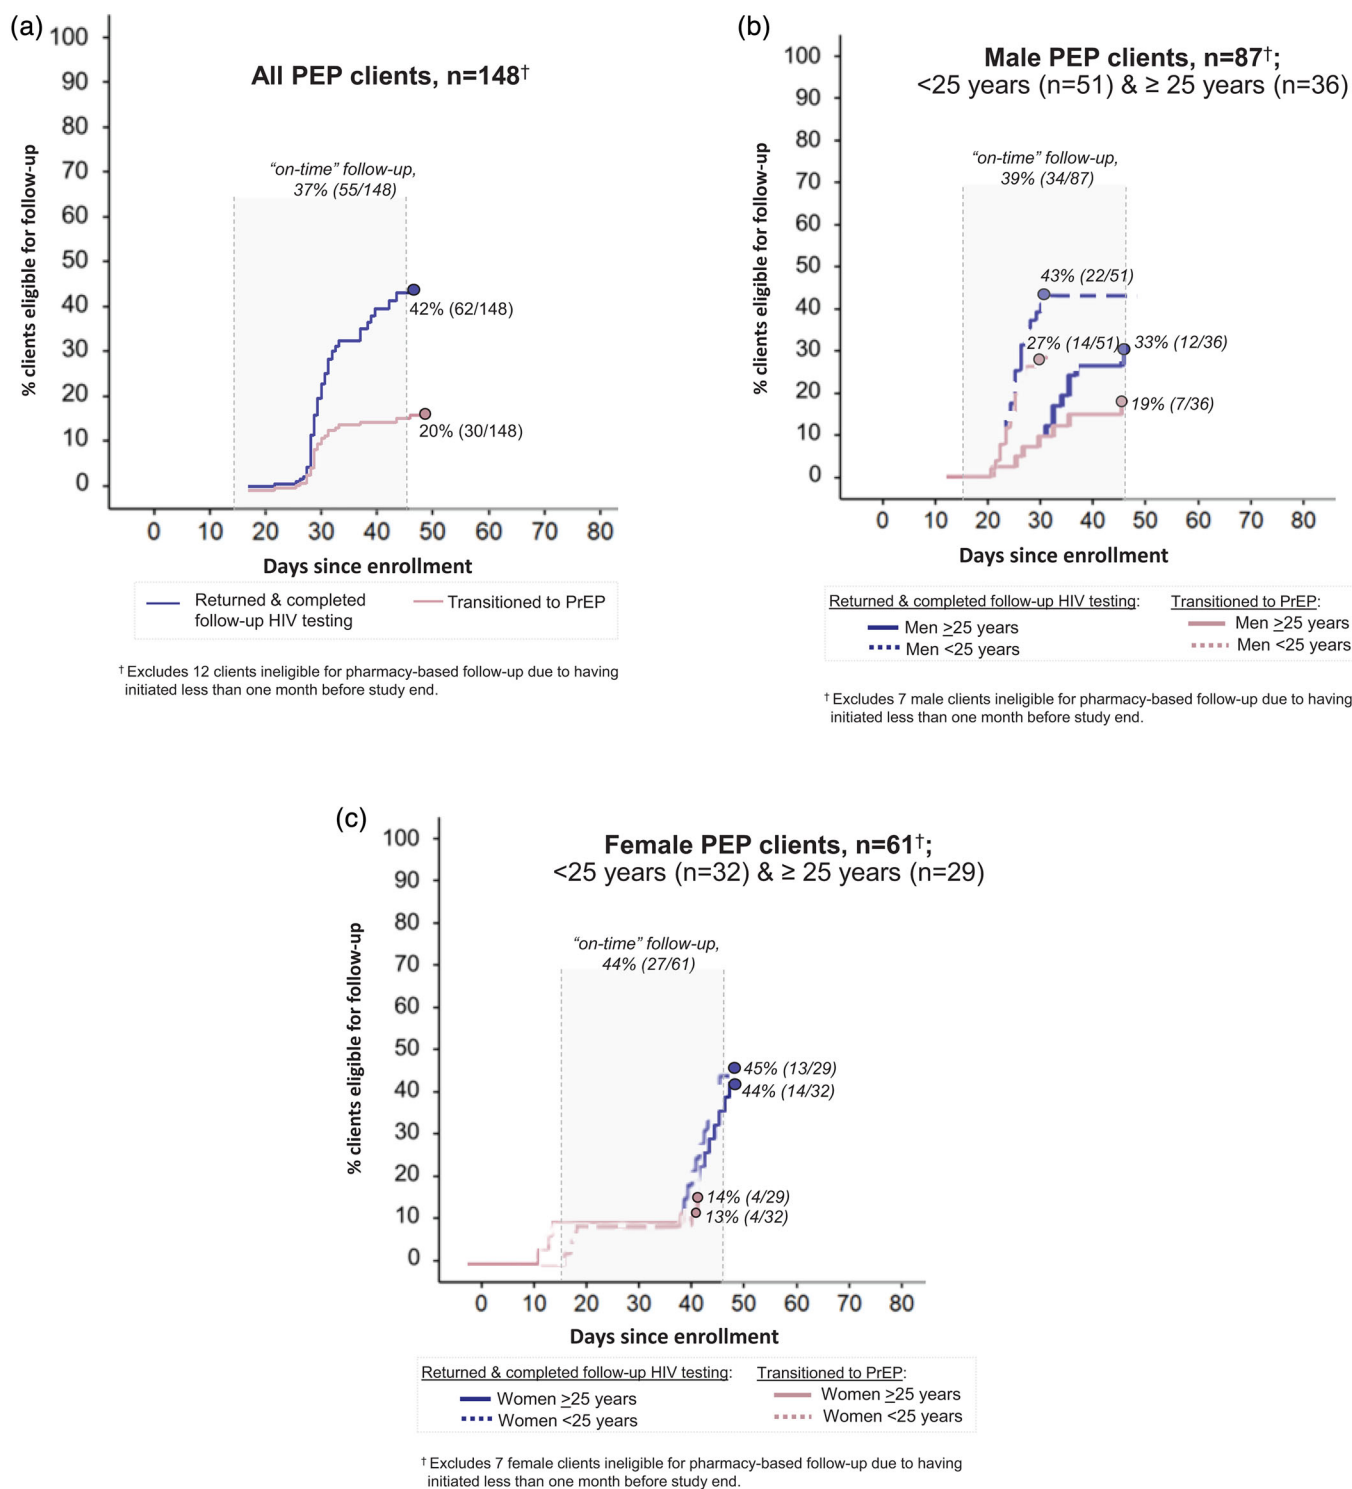 (a)
All PEP clients, n=148†
% clients eligible for follow-up
100
90
80
70
60
50
40
30
20
10
0
"on-time" follow-up,
37% (55/148)
42% (62/148)
20% (30/148)
0 10 20 30 40 50 60 70 80
Days since enrollment
Returned & completed
follow-up HIV testing
Transitioned to PrEP
† Excludes 12 clients ineligible for pharmacy-based follow-up due to having
initiated less than one month before study end.
(b)
Male PEP clients, n=87†;
<25 years (n=51) & ≥ 25 years (n=36)
% clients eligible for follow-up
100
90
80
70
60
50
40
30
20
10
0
"on-time" follow-up,
39% (34/87)
43% (22/51)
27% (14/51)
33% (12/36)
19% (7/36)
0 10 20 30 40 50 60 70 80
Days since enrollment
Returned & completed follow-up HIV testing:
Men ≥25 years
Men <25 years
Transitioned to PrEP:
Men ≥25 years
Men <25 years
† Excludes 7 male clients ineligible for pharmacy-based follow-up due to having
initiated less than one month before study end.
(c)
Female PEP clients, n=61†;
<25 years (n=32) & ≥ 25 years (n=29)
% clients eligible for follow-up
100
90
80
70
60
50
40
30
20
10
0
"on-time" follow-up,
44% (27/61)
45% (13/29)
44% (14/32)
14% (4/29)
13% (4/32)
0 10 20 30 40 50 60 70 80
Days since enrollment
Returned & completed follow-up HIV testing:
Women ≥25 years
Women <25 years
Transitioned to PrEP:
Women ≥25 years
Women <25 years
† Excludes 7 female clients ineligible for pharmacy-based follow-up due to having
initiated less than one month before study end.